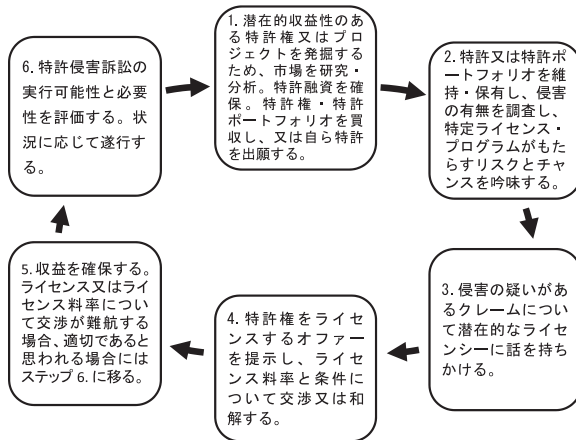 1. 潜在的収益性のあ
る特許権又はプロ
ジェクトを発掘する
ため、市場を研究・
分析。特許融資を確
保。特許権・特許
ポートフォリオを買
収し、又は自ら特許
を出願する。
2. 特許又は特許ポ
ートフォリオを維
持・保有し、侵害
の有無を調査し、
特定ライセンス・
プログラムがもた
らすリスクとチャ
ンスを吟味する。
3. 侵害の疑いがあ
るクレームについ
て潜在的なライセ
ンシーに話を持ち
かける。
4. 特許権をライセ
ンスするオファー
を提示し、ライセ
ンス料率と条件に
ついて交渉又は和
解する。
5. 収益を確保する。
ライセンス又はライ
センス料率につい
て交渉が難航する
場合、適切であると
思われる場合には
ステップ 6. に移る。
6. 特許侵害訴訟の
実行可能性と必要
性を評価する。状
況に応じて遂行す
る。